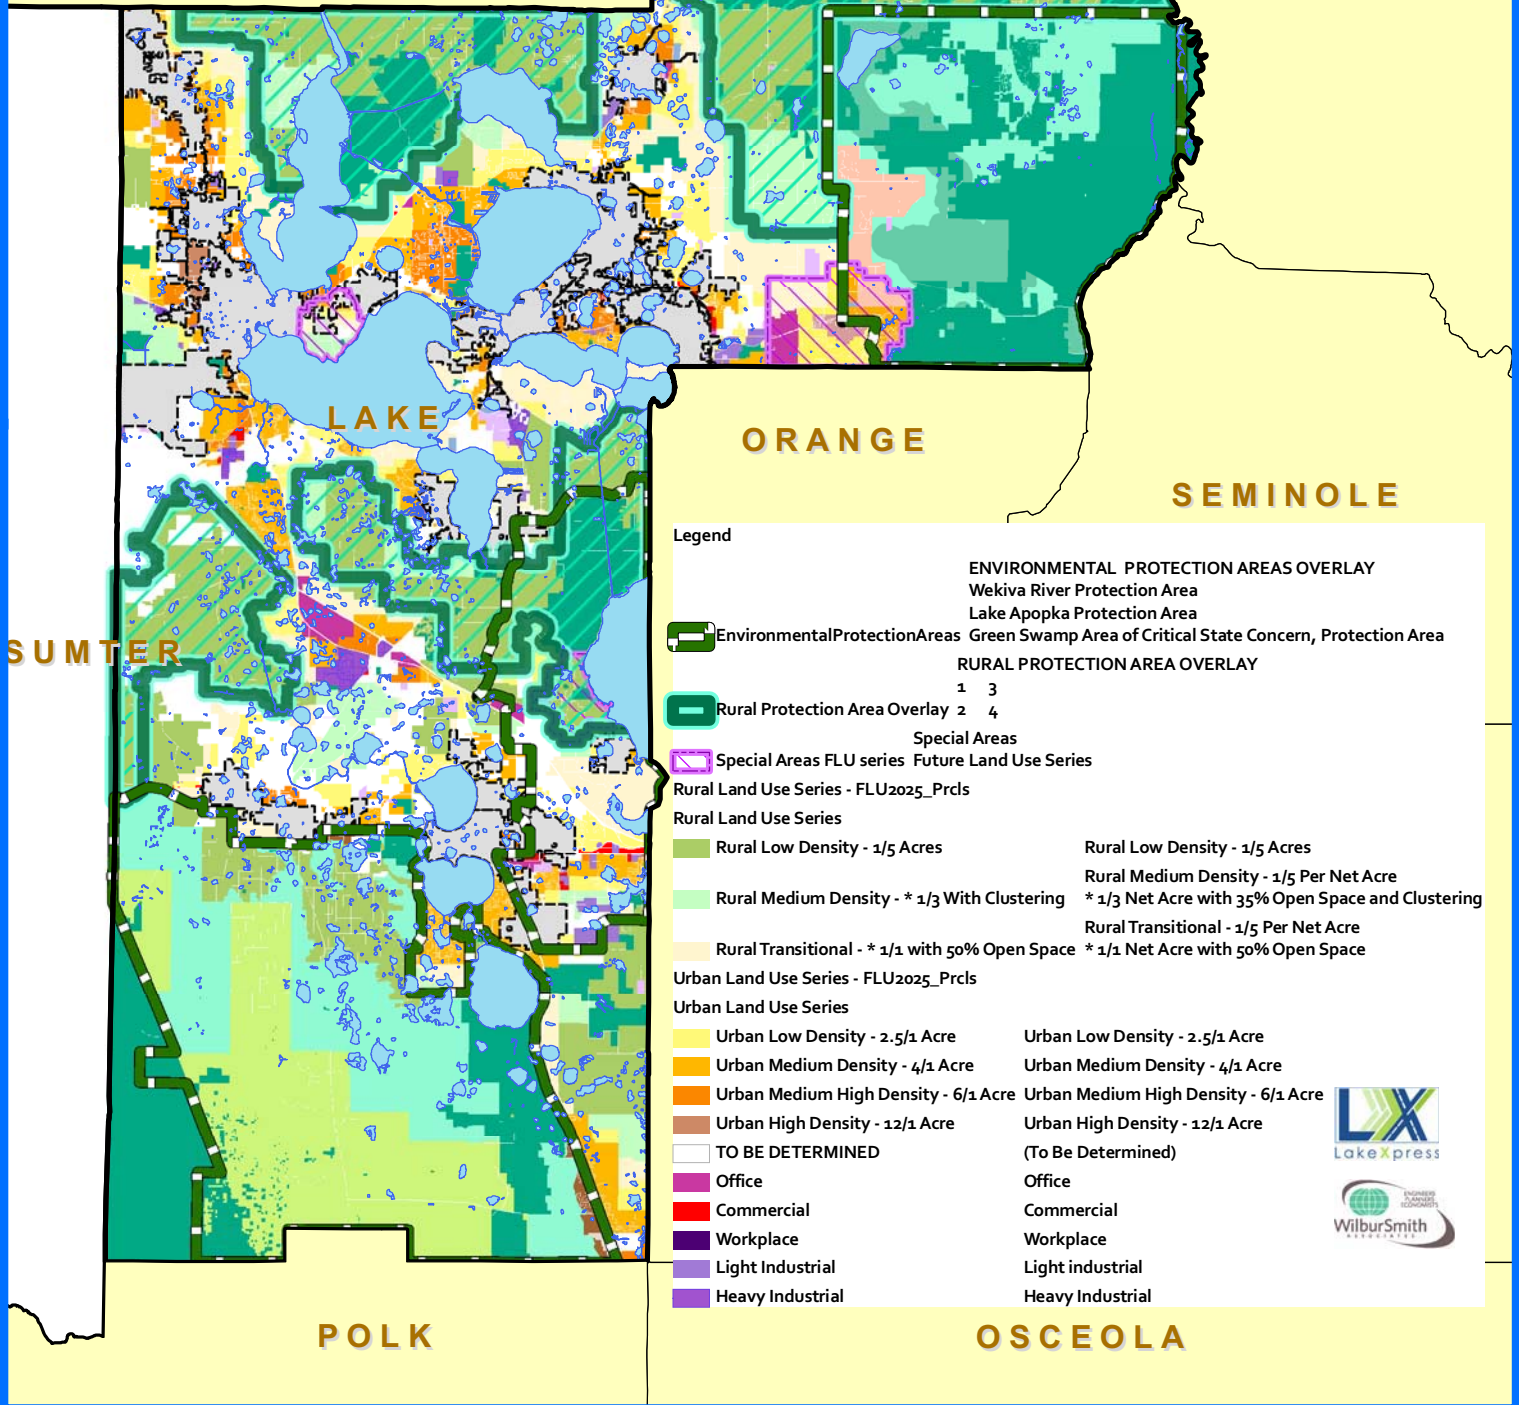 LAKE
ORANGE
SEMINOLE
SUMTER
Legend
ENVIRONMENTAL PROTECTION AREAS OVERLAY
Wekiva River Protection Area
Lake Apopka Protection Area
EnvironmentalProtectionAreas Green Swamp Area of Critical State Concern, Protection Area
RURAL PROTECTION AREA OVERLAY
1 3
Rural Protection Area Overlay 2 4
Special Areas
Special Areas FLU series Future Land Use Series
Rural Land Use Series - FLU2025_Prcls
Rural Land Use Series
Rural Low Density - 1/5 Acres Rural Low Density - 1/5 Acres
Rural Medium Density - 1/5 Per Net Acre
Rural Medium Density - * 1/3 With Clustering * 1/3 Net Acre with 35% Open Space and Clustering
Rural Transitional - 1/5 Per Net Acre
Rural Transitional - * 1/1 with 50% Open Space * 1/1 Net Acre with 50% Open Space
Urban Land Use Series - FLU2025_Prcls
Urban Land Use Series
Urban Low Density - 2.5/1 Acre Urban Low Density - 2.5/1 Acre
Urban Medium Density - 4/1 Acre Urban Medium Density - 4/1 Acre
Urban Medium High Density - 6/1 Acre Urban Medium High Density - 6/1 Acre
Urban High Density - 12/1 Acre Urban High Density - 12/1 Acre
TO BE DETERMINED (To Be Determined)
Office Office
Commercial Commercial
Workplace Workplace
Light Industrial Light industrial
Heavy Industrial Heavy Industrial
LX
LakeXpress
ENGINEERS
PLANNERS
ECONOMISTS
WilburSmith
ASSOCIATES
POLK
OSCEOLA